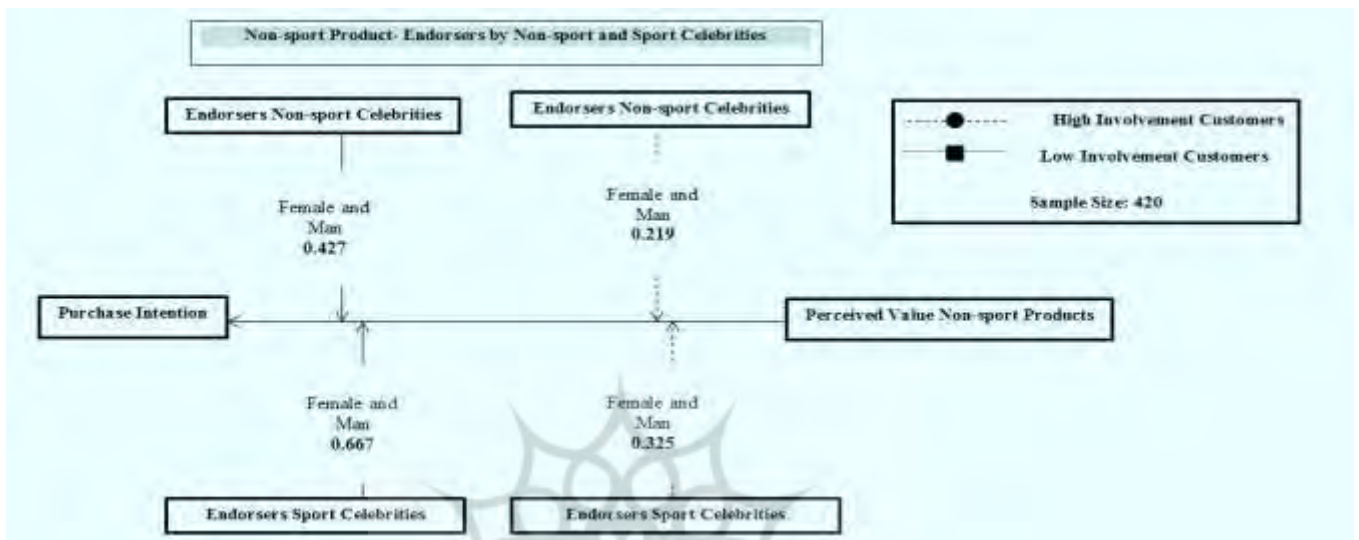 Non-sport Product- Endorsers by Non-sport and Sport Celebrities
Endorsers Non-sport Celebrities
Endorsers Non-sport Celebrities
High Involvement Customers
Low Involvement Customers
Sample Size: 420
Female and
Man
0.427
Female and
Man
0.219
Purchase Intention
Perceived Value Non-sport Products
Female and
Man
0.667
Female and
Man
0.325
Endorsers Sport Celebrities
Endorsers Sport Celebrities